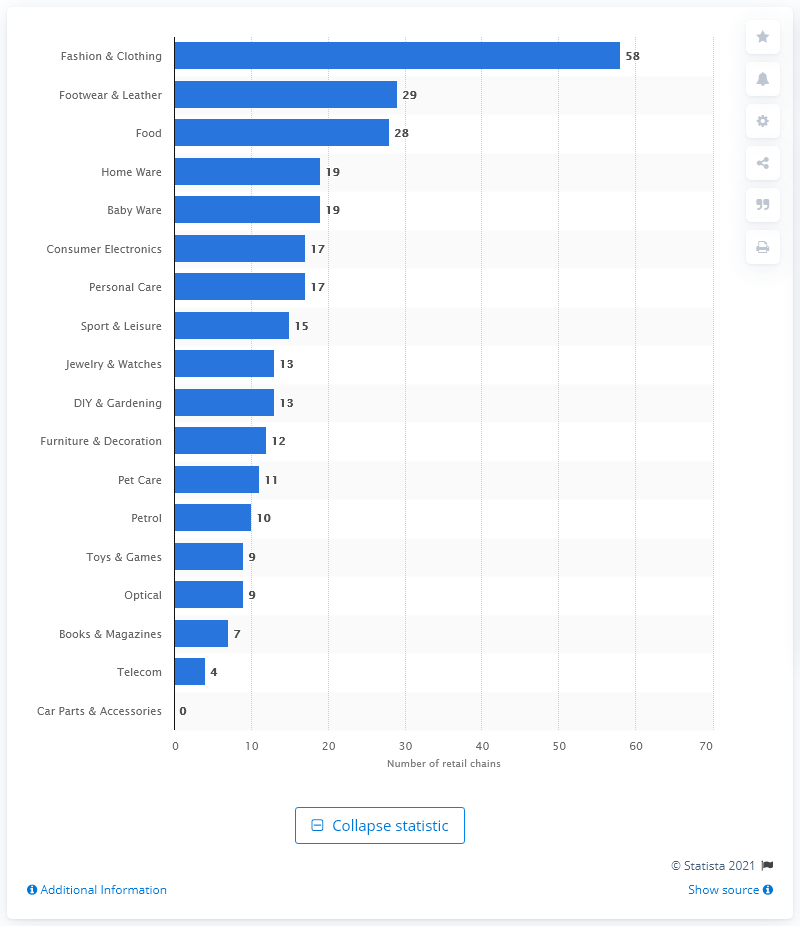 Fashion & Clothing 58
Footwear & Leather 29
Food 28
Home Ware 19
Baby Ware 19
Consumer Electronics 17
Personal Care 17
Sport & Leisure 15
Jewelry & Watches 13
DIY & Gardening 13
Furniture & Decoration 12
Pet Care 11
Petrol 10
Toys & Games 9
Optical 9
Books & Magazines 7
Telecom 4
Car Parts & Accessories 0
0 10 20 30 40 50 60 70
Number of retail chains
Collapse statistic
© Statista 2021
Additional Information Show source